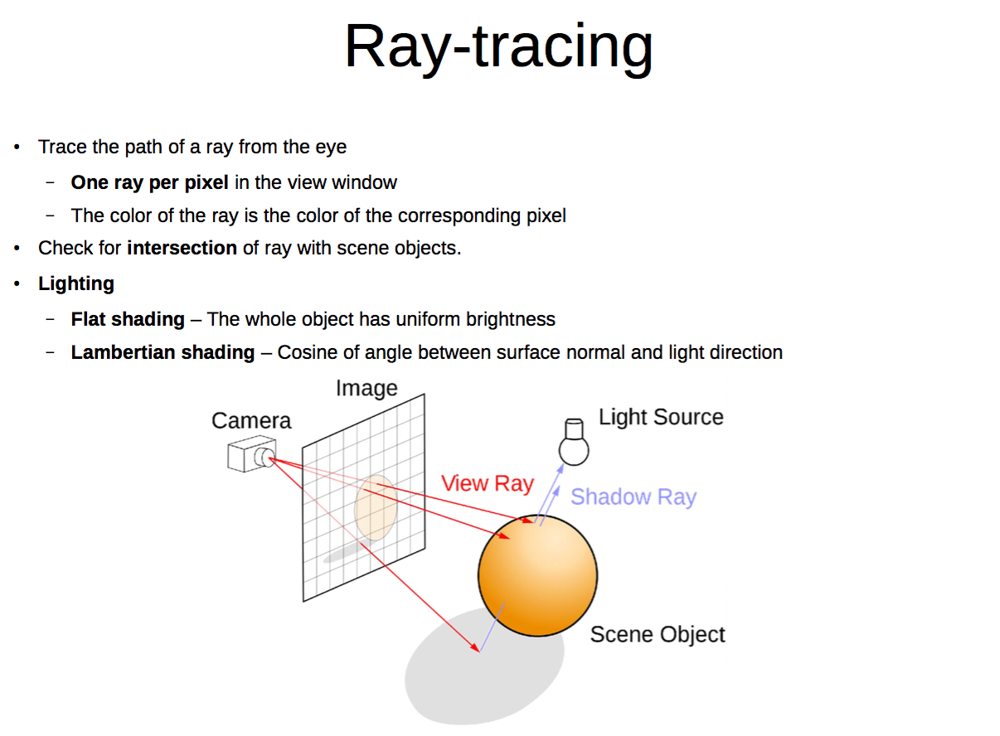 Ray-tracing
• Trace the path of a ray from the eye
– One ray per pixel in the view window
– The color of the ray is the color of the corresponding pixel
• Check for intersection of ray with scene objects.
• Lighting
– Flat shading – The whole object has uniform brightness
– Lambertian shading – Cosine of angle between surface normal and light direction
Image
Camera
Light Source
View Ray
Shadow Ray
Scene Object